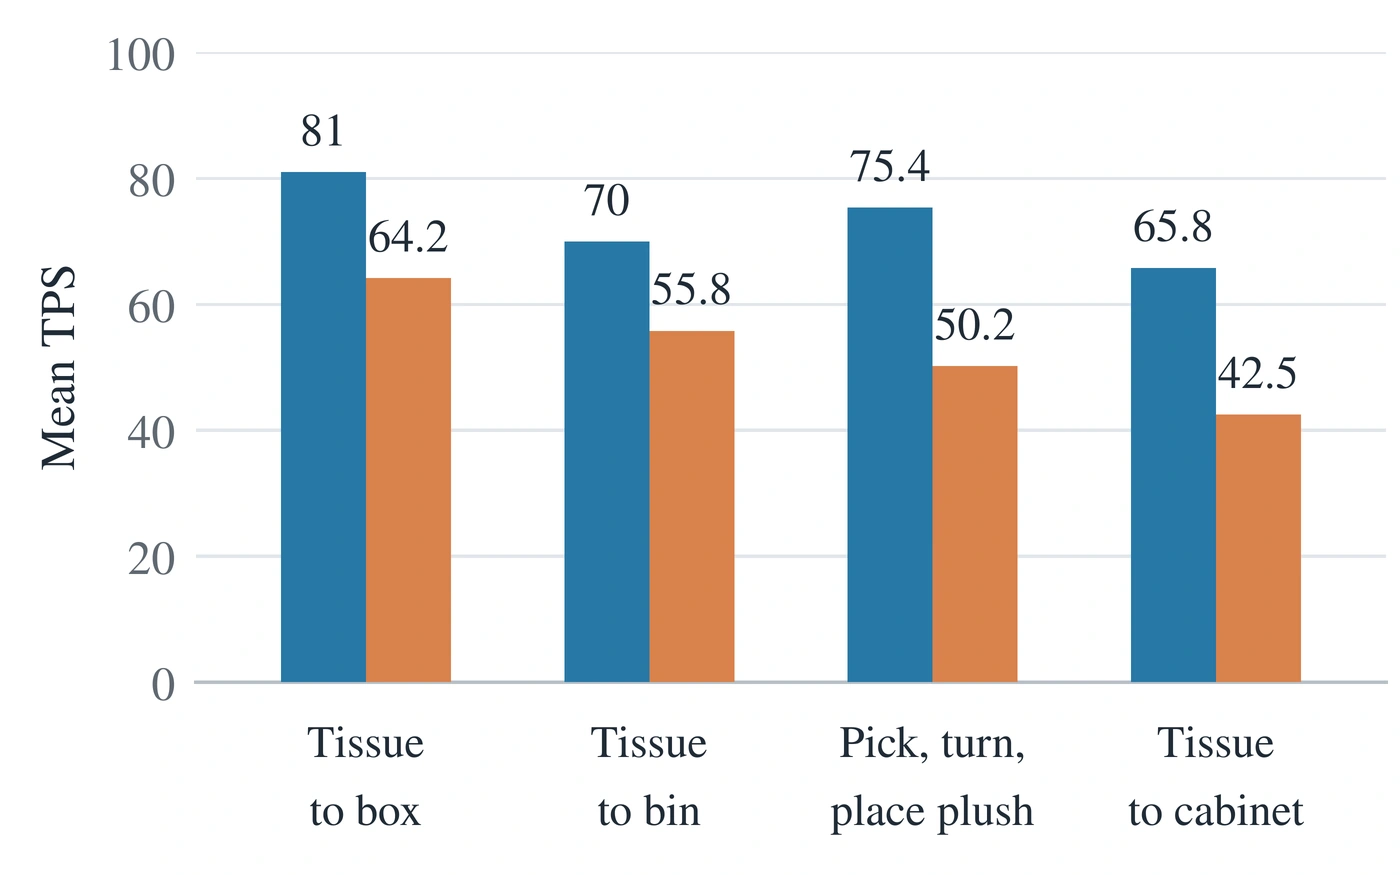 100
80
60
40
20
0
Mean TPS
81
64.2
70
55.8
75.4
50.2
65.8
42.5
Tissue
to box
Tissue
to bin
Pick, turn,
place plush
Tissue
to cabinet